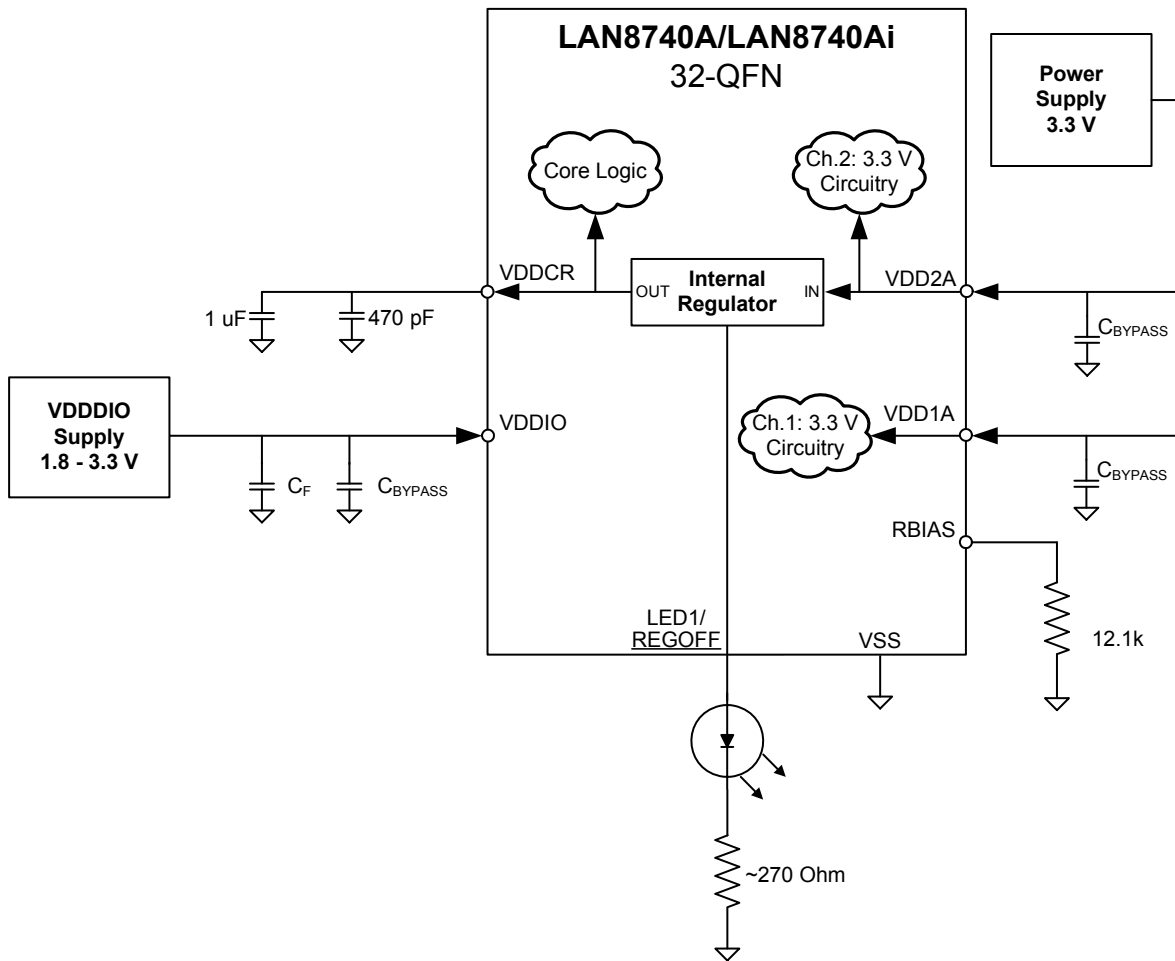 LAN8740A/LAN8740Ai
32-QFN
Power
Supply
3.3 V
Core Logic
Ch.2: 3.3 V
Circuitry
VDDCR
OUT
Internal
Regulator
IN
VDD2A
1 uF
470 pF
CBYPASS
VDDDIO
Supply
1.8 - 3.3 V
VDDIO
Ch.1: 3.3 V
Circuitry
VDD1A
CF
CBYPASS
CBYPASS
RBIAS
LED1/
REGOFF
VSS
12.1k
~270 Ohm